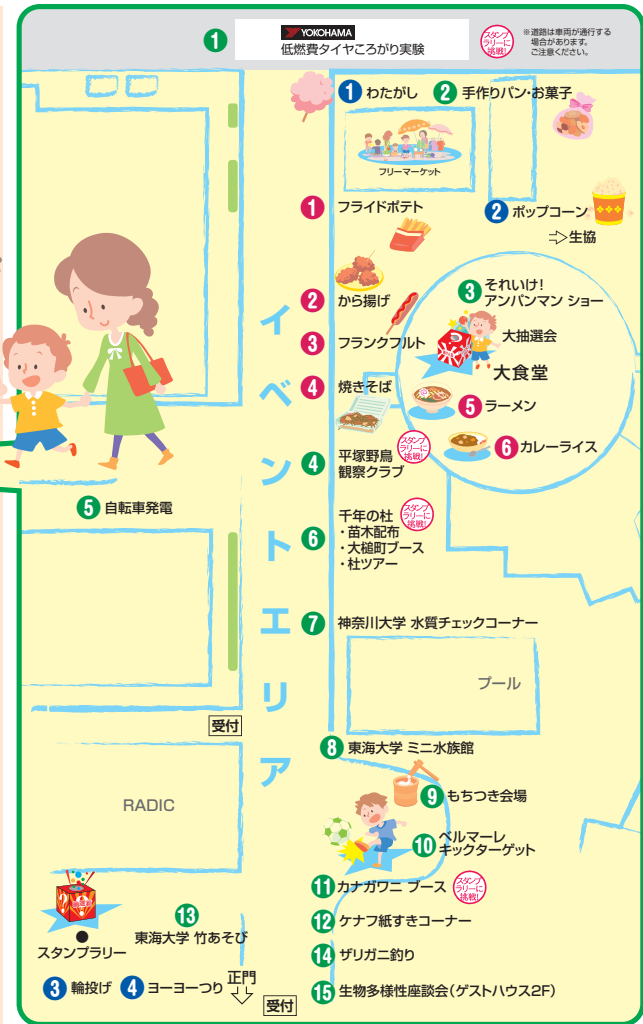 1
YOKOHAMA
低燃費タイヤころがり実験
スタンプ
ラリーに
挑戦!
※道路は車両が通行する
場合があります。
ご注意ください。
1 わたがし
2 手作りパン・お菓子
フリーマーケット
1 フライドポテト
2 ポップコーン
⇨生協
2 から揚げ
3 それいけ!
アンパンマン ショー
大抽選会
3 フランクフルト
大食堂
4 焼きそば
5 ラーメン
6 カレーライス
イベントエリア
4 平塚野鳥
観察クラブ
スタンプ
ラリーに
挑戦!
5 自転車発電
6 千年の杜
・苗木配布
・大槌町ブース
・杜ツアー
スタンプ
ラリーに
挑戦!
7 神奈川大学 水質チェックコーナー
プール
受付
8 東海大学 ミニ水族館
RADIC
9 もちつき会場
10 ベルマーレ
キックターゲット
11 カナガワニ ブース
スタンプ
ラリーに
挑戦!
12 ケナフ紙すきコーナー
13
東海大学 竹あそび
スタンプラリー
14 ザリガニ釣り
3 輪投げ
4 ヨーヨーつり
正門
受付
15 生物多様性座談会(ゲストハウス2F)